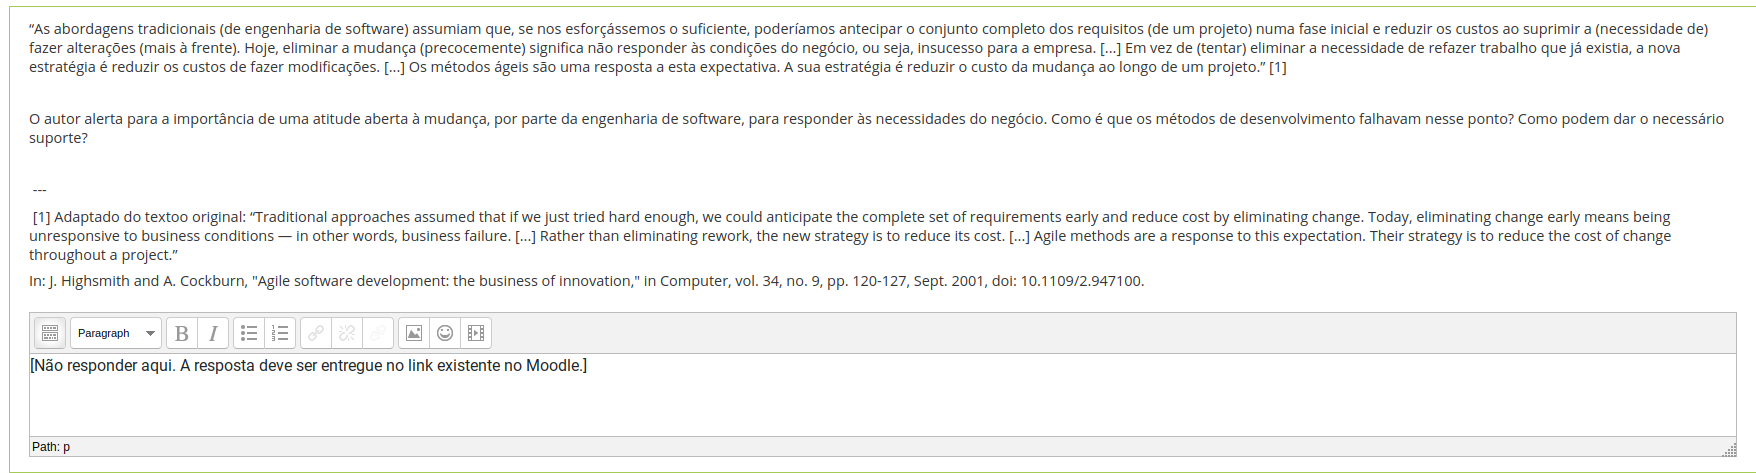 “As abordagens tradicionais (de engenharia de software) assumiam que, se nos esforçássemos o suficiente, poderíamos antecipar o conjunto completo dos requisitos (de um projeto) numa fase inicial e reduzir os custos ao suprimir a (necessidade de)
fazer alterações (mais à frente). Hoje, eliminar a mudança (precocemente) significa não responder às condições do negócio, ou seja, insucesso para a empresa. [...] Em vez de (tentar) eliminar a necessidade de refazer trabalho que já existia, a nova
estratégia é reduzir os custos de fazer modificações. [...] Os métodos ágeis são uma resposta a esta expectativa. A sua estratégia é reduzir o custo da mudança ao longo de um projeto.” [1]
O autor alerta para a importância de uma atitude aberta à mudança, por parte da engenharia de software, para responder às necessidades do negócio. Como é que os métodos de desenvolvimento falhavam nesse ponto? Como podem dar o necessário
suporte?
---
[1] Adaptado do textoo original: “Traditional approaches assumed that if we just tried hard enough, we could anticipate the complete set of requirements early and reduce cost by eliminating change. Today, eliminating change early means being
unresponsive to business conditions — in other words, business failure. [...] Rather than eliminating rework, the new strategy is to reduce its cost. [...] Agile methods are a response to this expectation. Their strategy is to reduce the cost of change
throughout a project.”
In: J. Highsmith and A. Cockburn, "Agile software development: the business of innovation," in Computer, vol. 34, no. 9, pp. 120-127, Sept. 2001, doi: 10.1109/2.947100.
Paragraph B I
[Não responder aqui. A resposta deve ser entregue no link existente no Moodle.]
Path: p